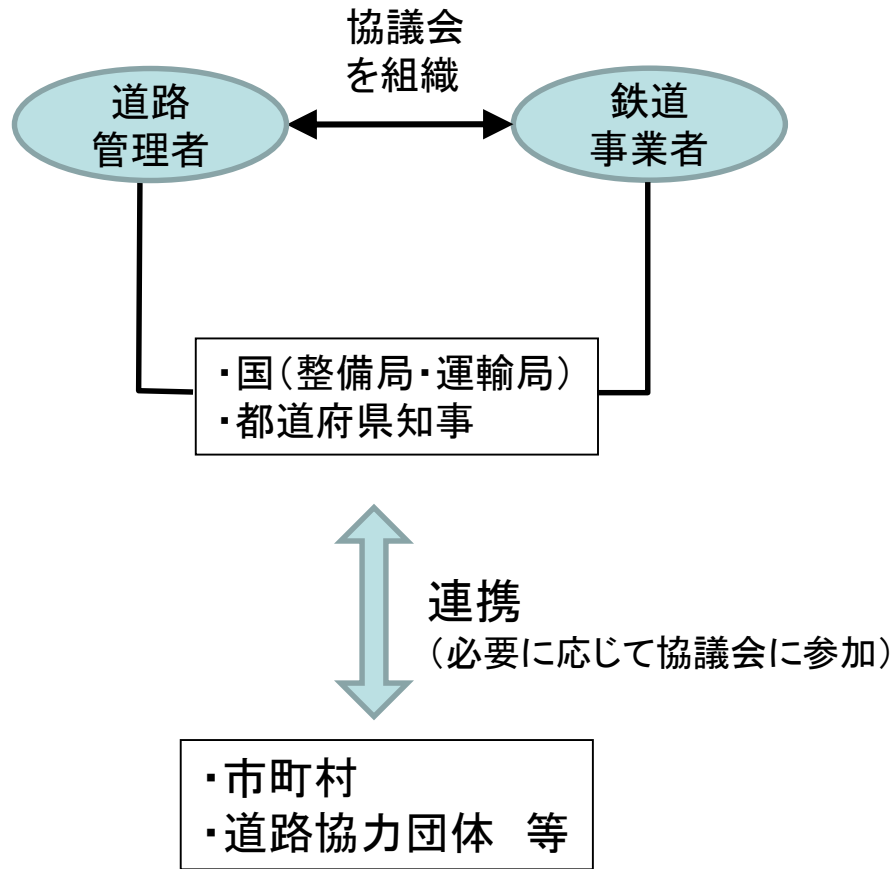 協議会
を組織
道路
管理者
鉄道
事業者
・国（整備局・運輸局）
・都道府県知事
連携
（必要に応じて協議会に参加）
・市町村
・道路協力団体　等